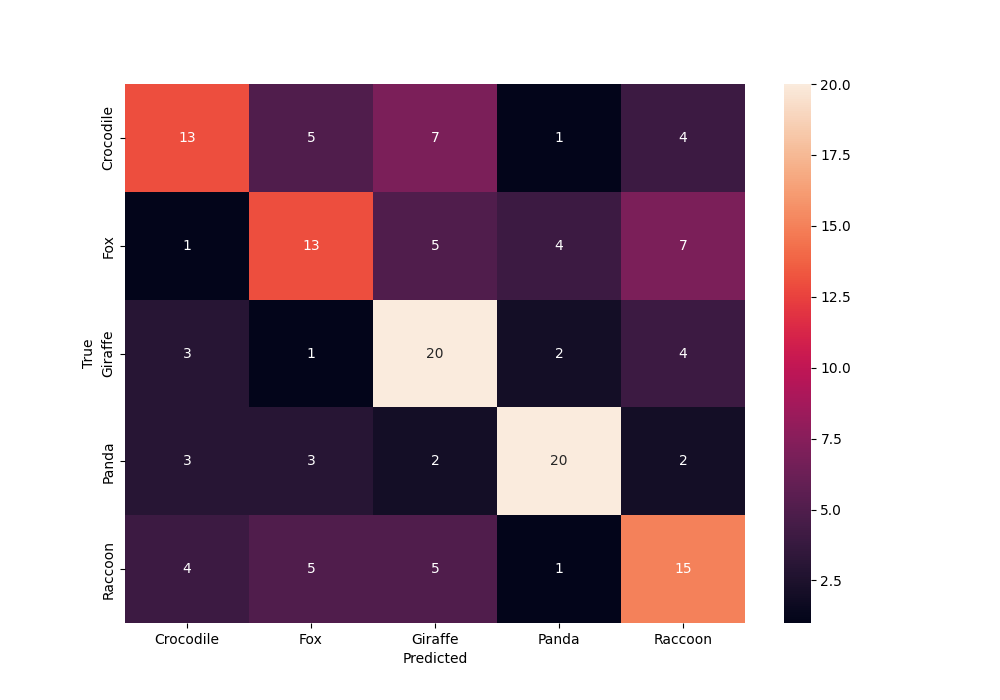 20.0
Crocodile 13 5 7 1 4
17.5
15.0
Fox 1 13 5 4 7
12.5
True
Giraffe 3 1 20 2 4
10.0
7.5
Panda 3 3 2 20 2
5.0
Raccoon 4 5 5 1 15
2.5
Crocodile Fox Giraffe Panda Raccoon
Predicted